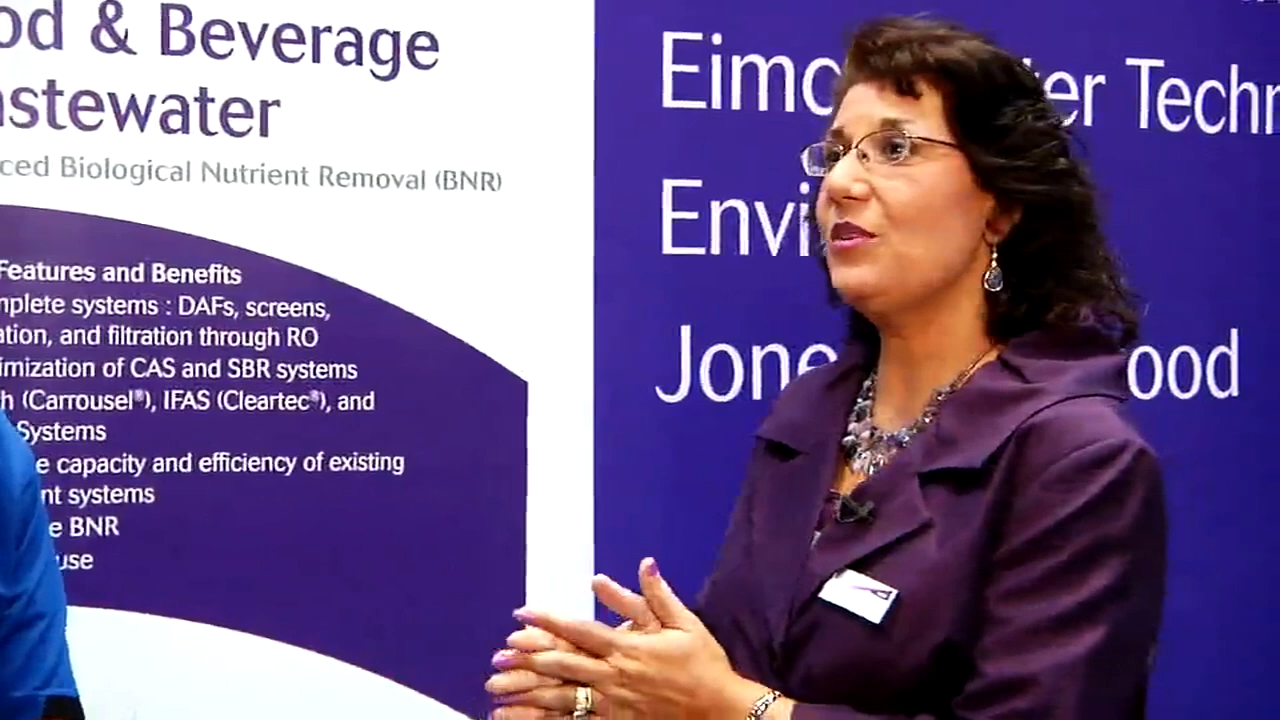 od & Beverage
astewater
ced Biological Nutrient Removal (BNR)
Features and Benefits
mplete systems : DAFs, screens,
ation, and filtration through RO
imization of CAS and SBR systems
h (Carrousel®), IFAS (Cleartec®), and
Systems
e capacity and efficiency of existing
nt systems
e BNR
use
Eimc ter Techn
Envi
Jone ood